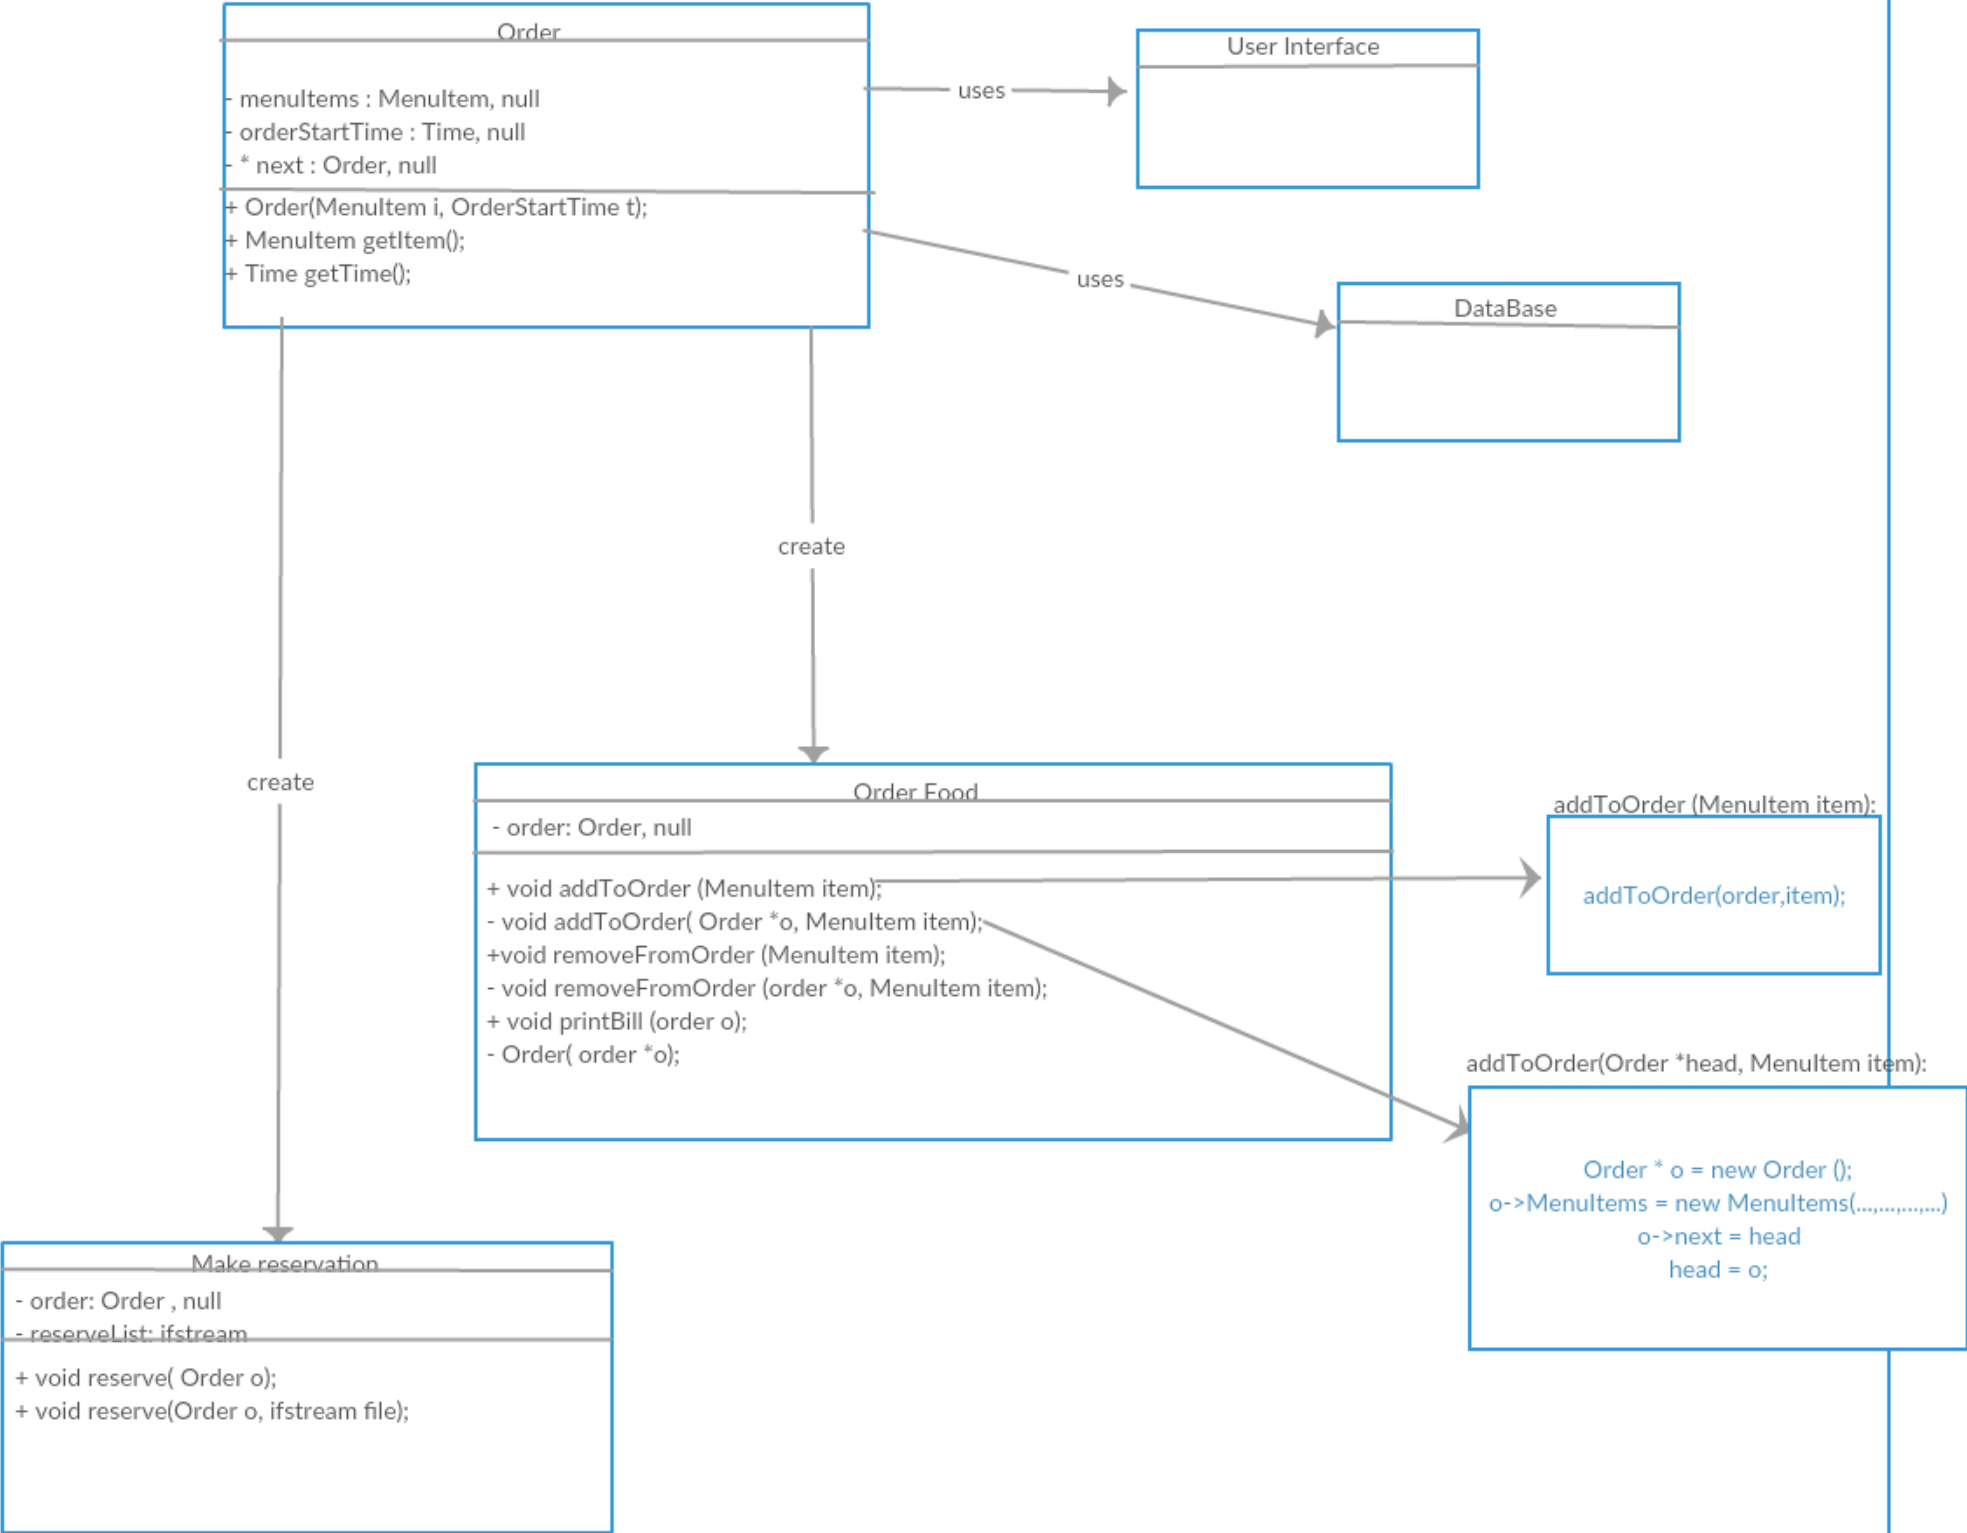 Order
- menuItems : MenuItem, null
- orderStartTime : Time, null
- * next : Order, null
+ Order(MenuItem i, OrderStartTime t);
+ MenuItem getItem();
+ Time getTime();
uses
User Interface
uses
DataBase
create
create
Order Food
- order: Order, null
+ void addToOrder (MenuItem item);
- void addToOrder( Order *o, MenuItem item);
+void removeFromOrder (MenuItem item);
- void removeFromOrder (order *o, MenuItem item);
+ void printBill (order o);
- Order( order *o);
addToOrder (MenuItem item):
addToOrder(order,item);
addToOrder(Order *head, MenuItem item):
Order * o = new Order ();
o->MenuItems = new MenuItems(...,...,...,...)
o->next = head
head = o;
Make reservation
- order: Order , null
- reserveList: ifstream
+ void reserve( Order o);
+ void reserve(Order o, ifstream file);